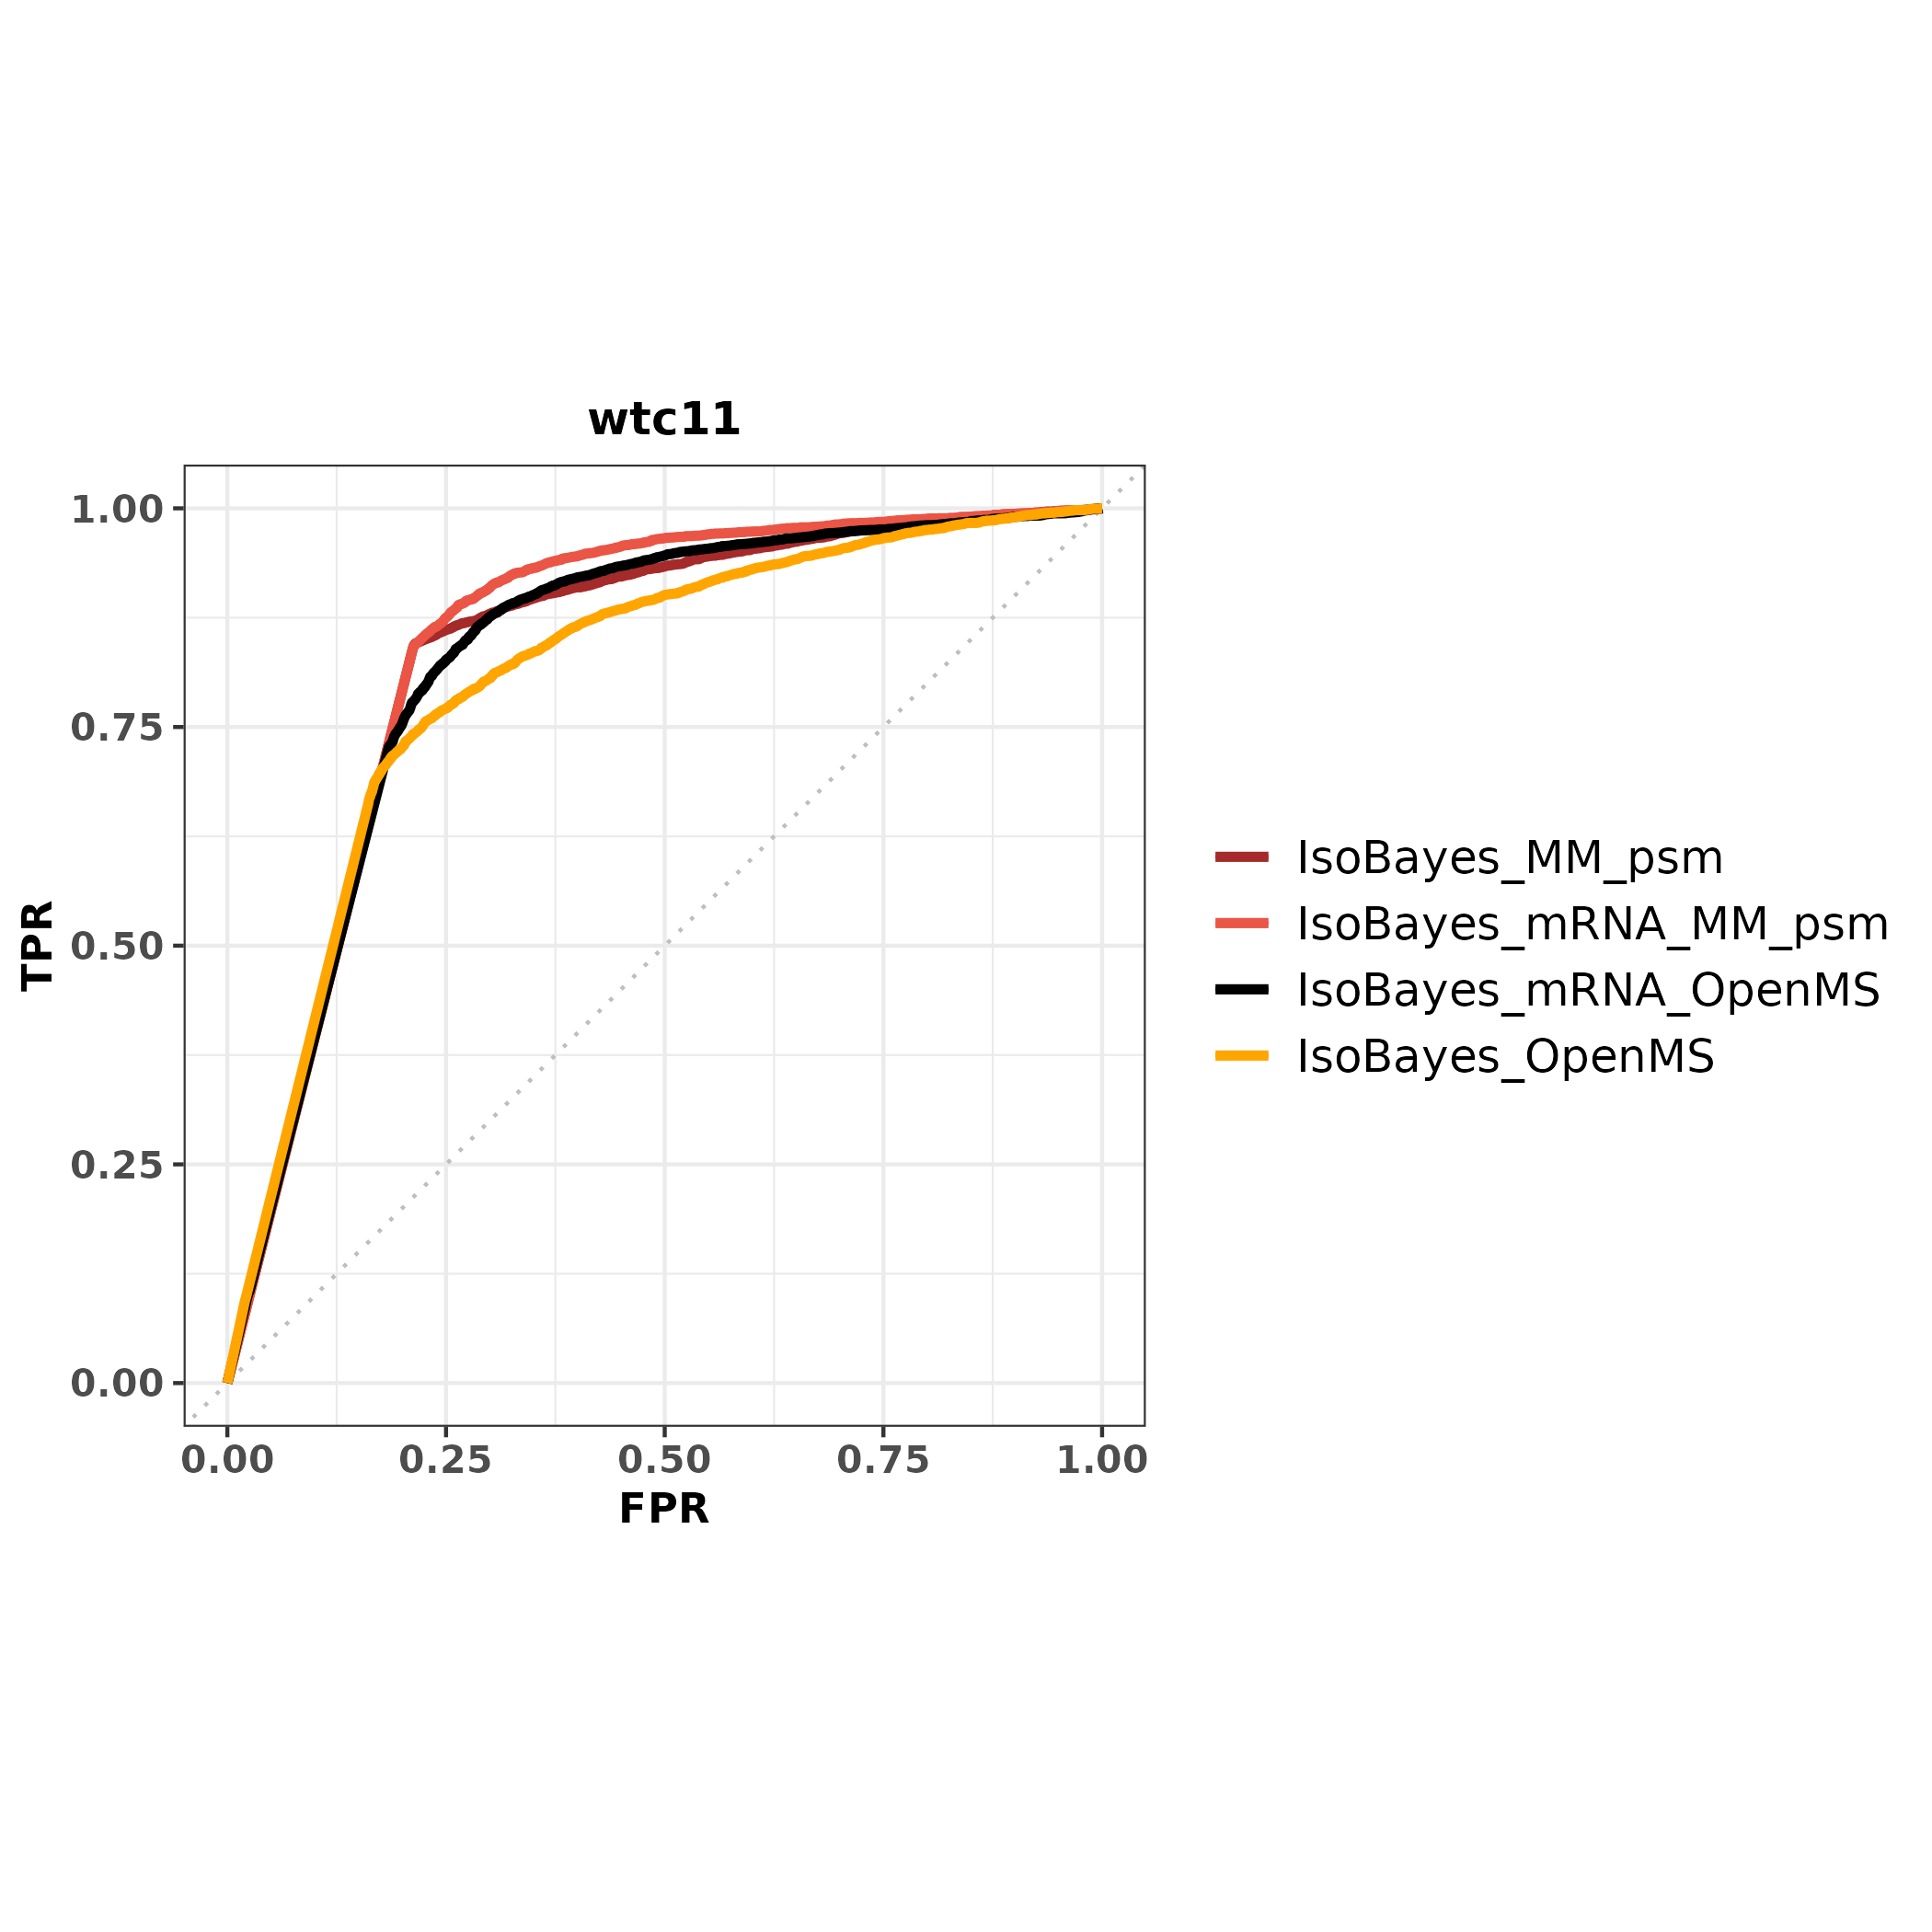 wtc11
1.00
0.75
0.50
0.25
0.00
TPR
0.00 0.25 0.50 0.75 1.00
FPR
IsoBayes_MM_psm
IsoBayes_mRNA_MM_psm
IsoBayes_mRNA_OpenMS
IsoBayes_OpenMS